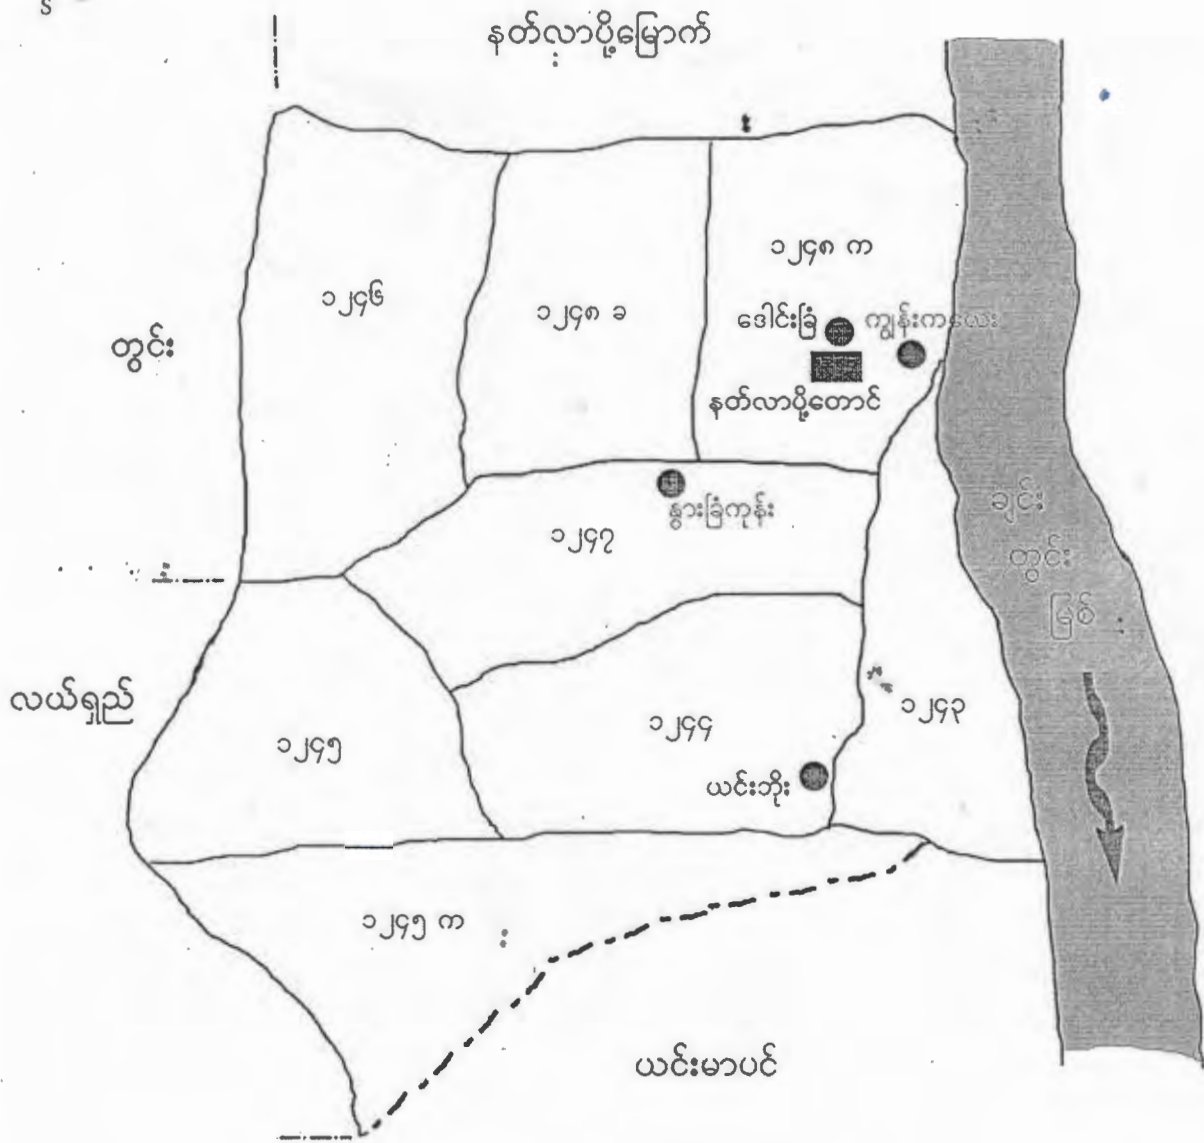 နတ်လာပို့မြောက်
၁၂၄၈ က
၁၂၄၆
၁၂၄၈ ခ
ဒေါင်းခြံ
ကျွန်းကလေး
တွင်း
နတ်လာပို့တောင်
နွားခြံကုန်း
၁၂၄၇
ချင်း
တွင်း
မြစ်
လယ်ရှည်
၁၂၄၅
၁၂၄၄
၁၂၄၃
ယင်းဘိုး
၁၂၄၅ က
ယင်းမာပင်